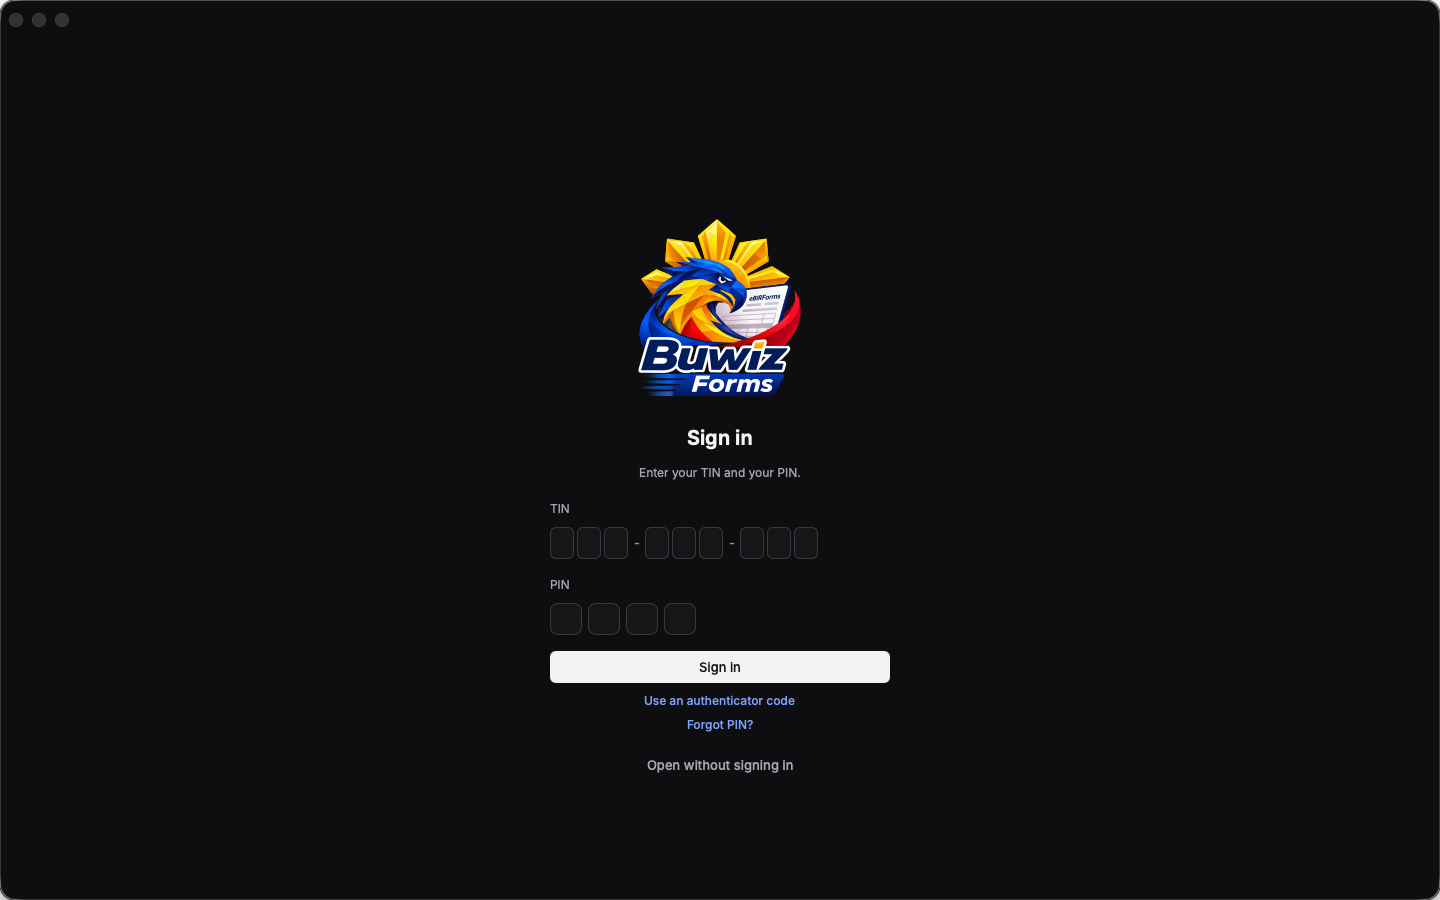 eBIRForms
Buwiz
Forms
Sign in
Enter your TIN and your PIN.
TIN
- -
PIN
Sign in
Use an authenticator code
Forgot PIN?
Open without signing in